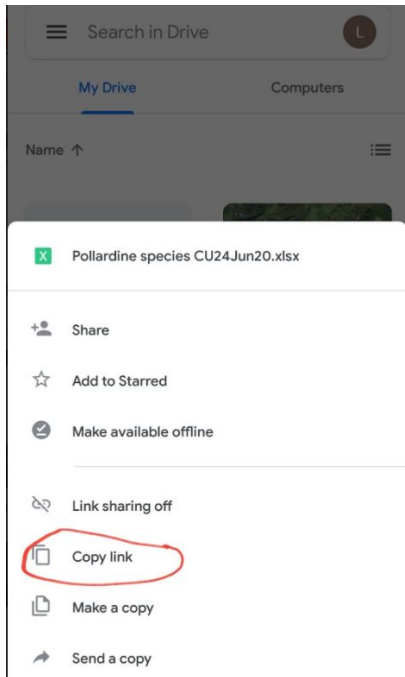 Search in Drive
L
My Drive
Computers
Name
X
Pollardine species CU24Jun20.xlsx
Share
Add to Starred
Make available offline
Link sharing off
Copy link
Make a copy
Send a copy